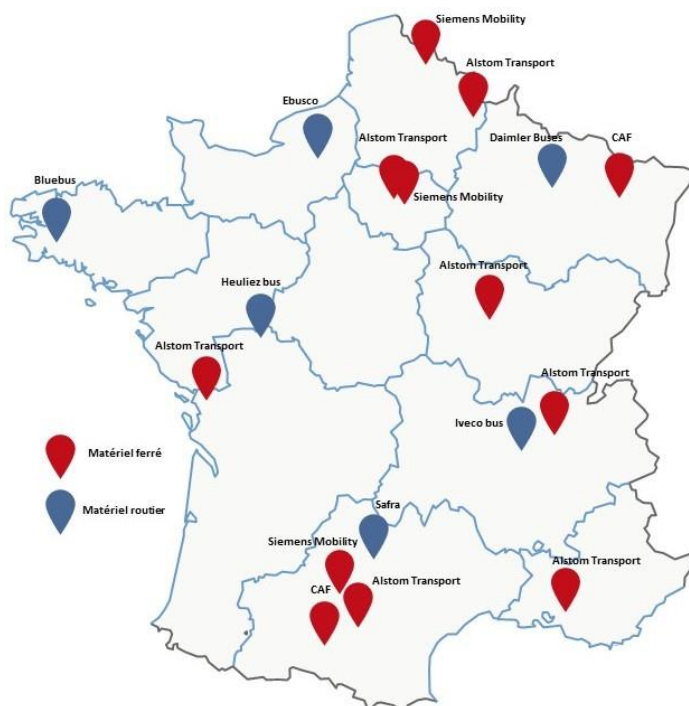 Siemens Mobility
Alstom Transport
Ebusco
Alstom Transport
Daimler Buses
CAF
Bluebus
Siemens Mobility
Alstom Transport
Heuliez bus
Alstom Transport
Alstom Transport
Iveco bus
Matériel ferré
Matériel routier
Safra
Siemens Mobility
Alstom Transport
CAF
Alstom Transport